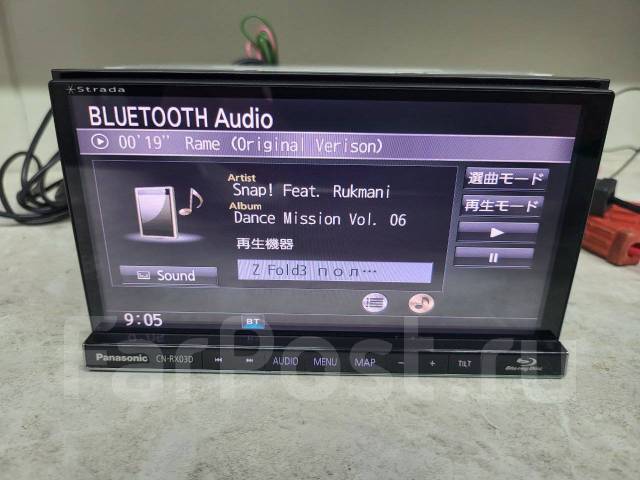 Strada
BLUETOOTH Audio
00'19" Rame (Original Verison)
Artist
Snap! Feat. Rukmani
Album
Dance Mission Vol. 06
再生機器
Z Fold3 пол…
Sound
選曲モード
再生モード
9:05
BT
Panasonic CN-RX03D AUDIO MENU MAP − + TILT Blu-ray Disc
KarPost.ru